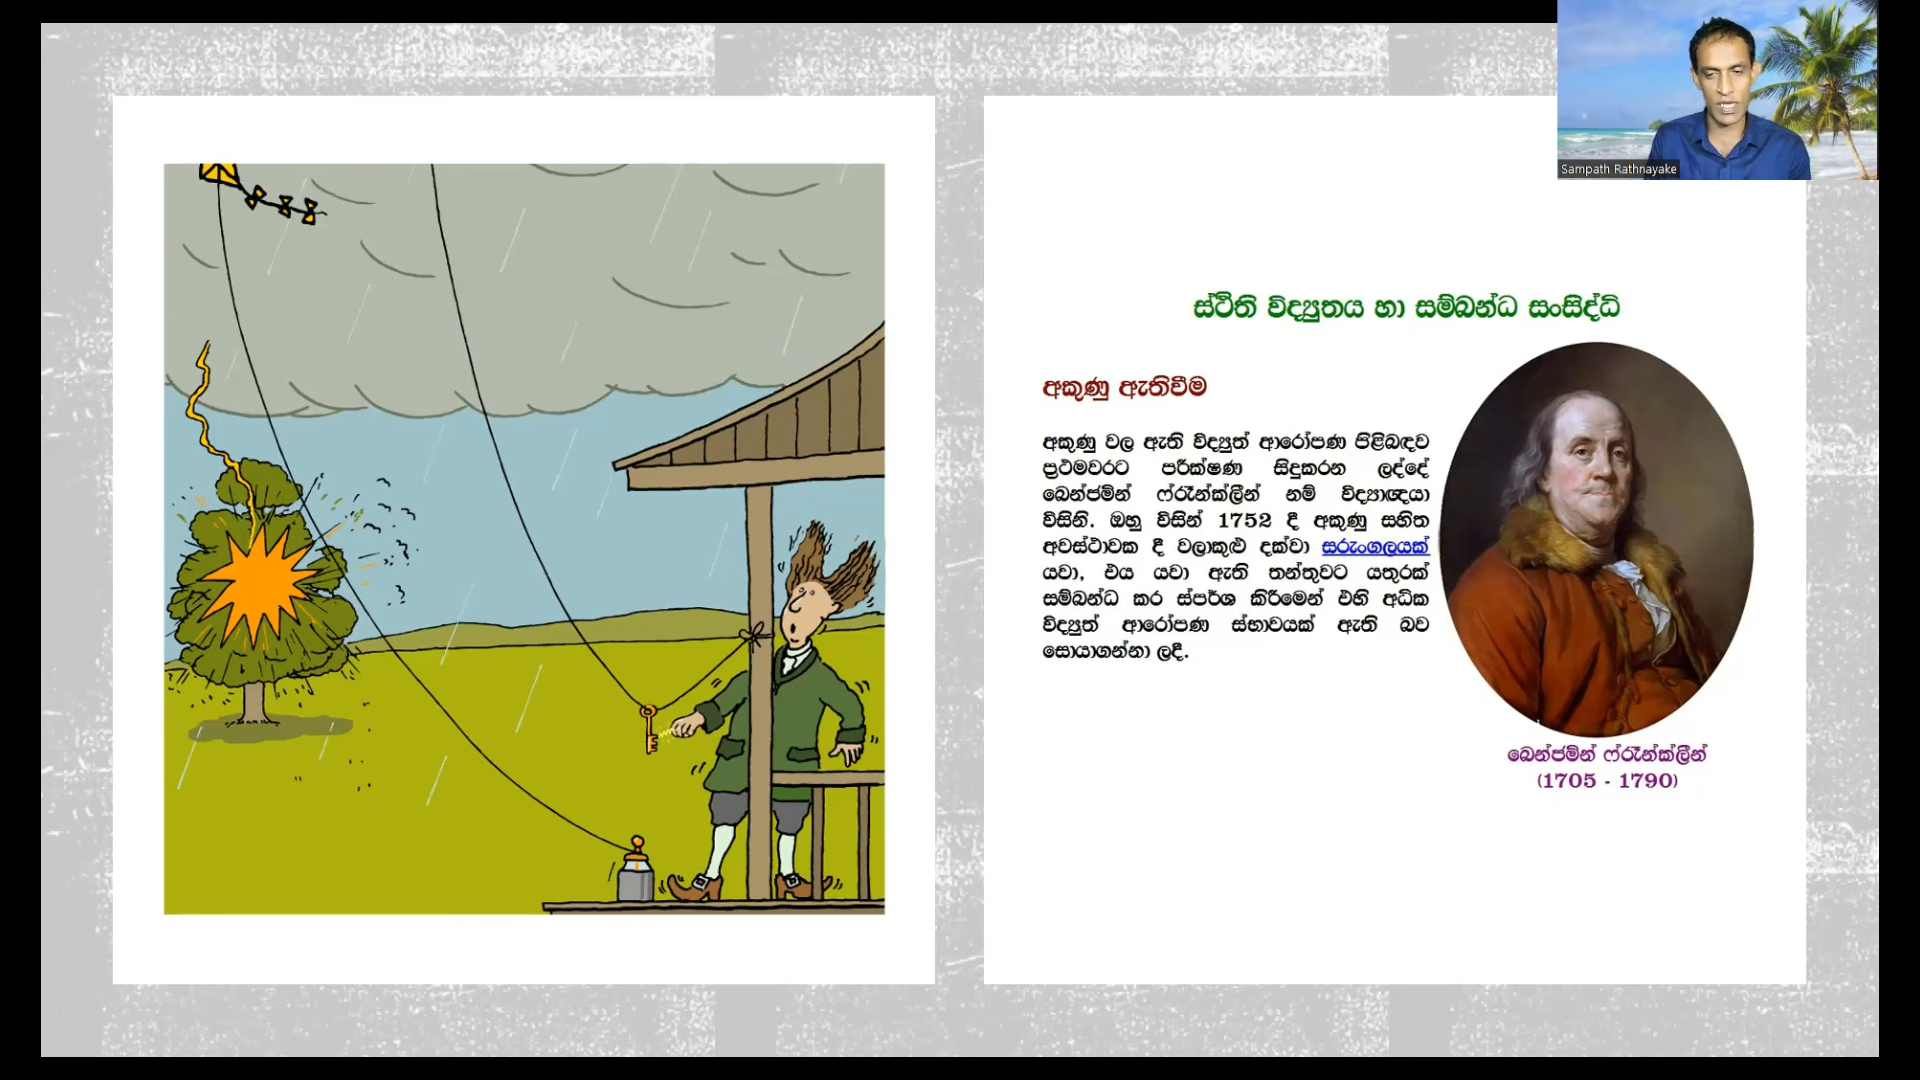 Sampath Rathnayake
ස්ථිති විද්‍යුතය හා සම්බන්ධ සංසිද්ධි
අකුණු ඇතිවීම
අකුණු වල ඇති විද්‍යුත් ආරෝපණ පිළිබඳව
ප්‍රථමවරට පරීක්ෂණ සිදුකරන ලද්දේ
බෙන්ජමින් ෆ්රෑන්ක්ලීන් නම් විද්‍යාඥයා
විසිනි. ඔහු විසින් 1752 දී අකුණු සහිත
අවස්ථාවක දී වලාකුළු දක්වා සරුංගලයක්
යවා, එය යවා ඇති තන්තුවට යතුරක්
සම්බන්ධ කර ස්පර්ශ කිරීමෙන් එහි අධික
විද්‍යුත් ආරෝපණ ස්භාවයක් ඇති බව
සොයාගන්නා ලදී.
බෙන්ජමින් ෆ්රෑන්ක්ලීන්
(1705 - 1790)